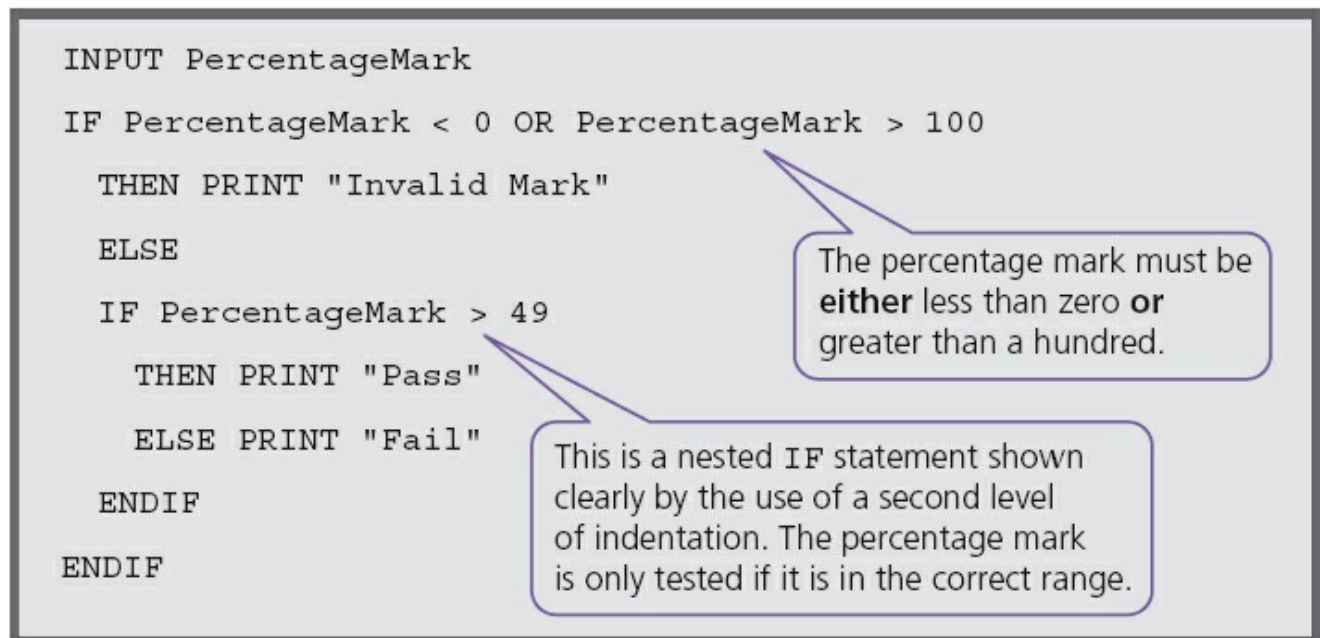 INPUT PercentageMark
IF PercentageMark < 0 OR PercentageMark > 100
THEN PRINT "Invalid Mark"
ELSE
The percentage mark must be
either less than zero or
greater than a hundred.
IF PercentageMark > 49
THEN PRINT "Pass"
ELSE PRINT "Fail"
This is a nested IF statement shown
clearly by the use of a second level
of indentation. The percentage mark
is only tested if it is in the correct range.
ENDIF
ENDIF